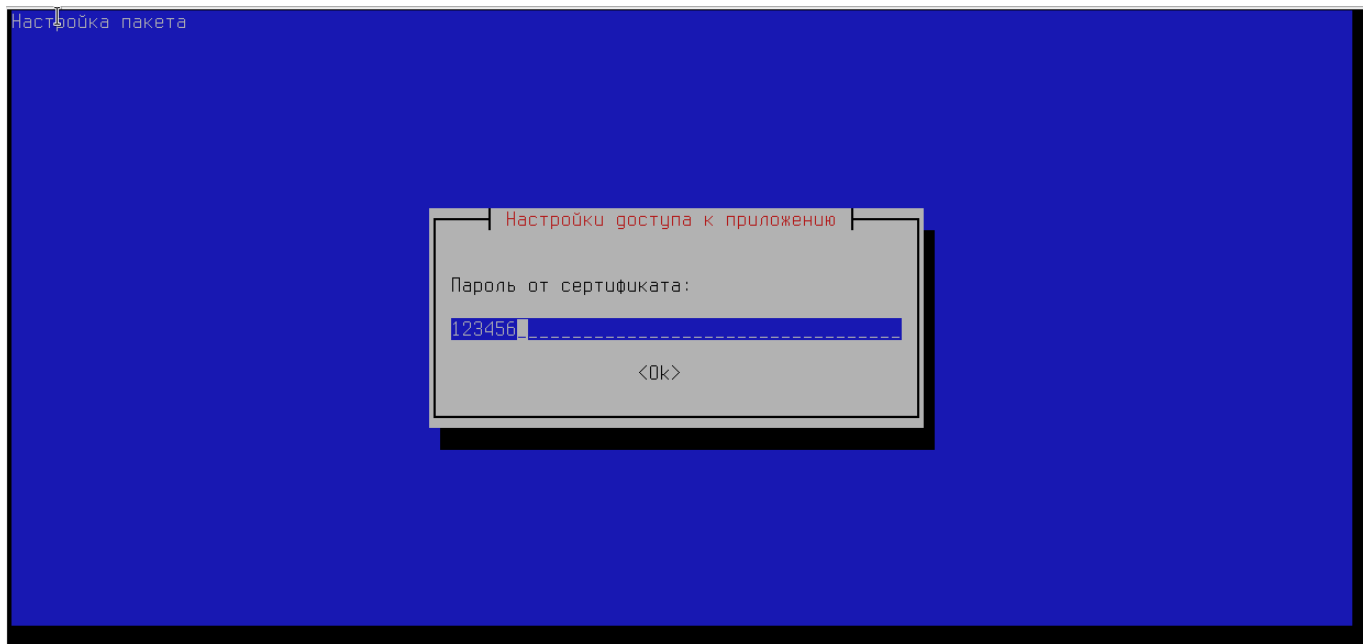 Настройка пакета
Настройки доступа к приложению
Пароль от сертификата:
123456
<Ok>